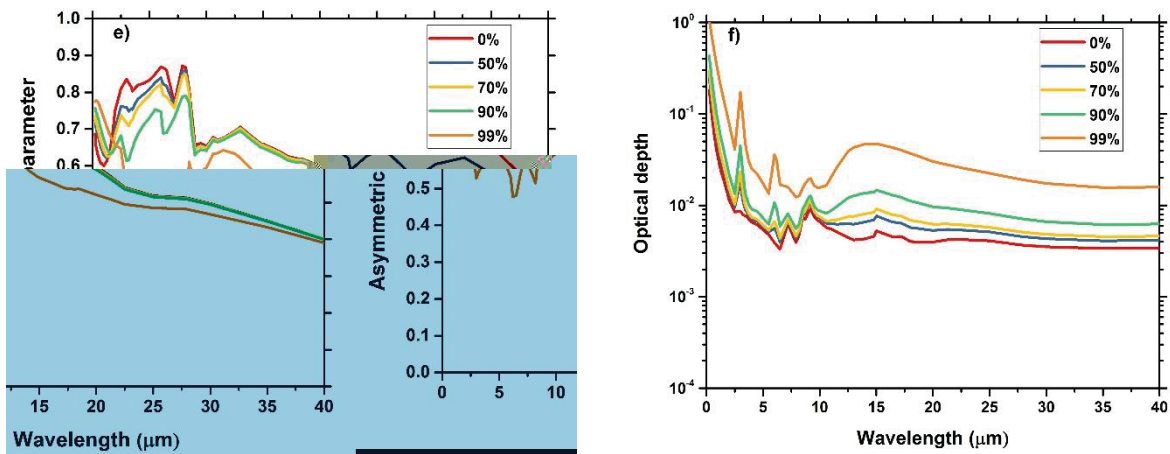 e)
1.0
0.9
0.8
0.7
0.6
parameter
0%
50%
70%
90%
99%
15 20 25 30 35 40
Wavelength (μm)
Asymmetric
0.5
0.4
0.3
0.2
0.1
0.0
0 5 10
f)
10⁰
10⁻¹
10⁻²
10⁻³
10⁻⁴
Optical depth
0%
50%
70%
90%
99%
0 5 10 15 20 25 30 35 40
Wavelength (μm)